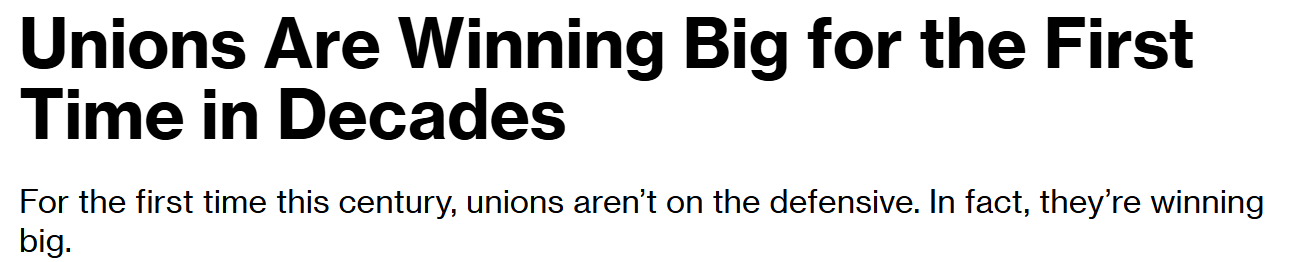 Unions Are Winning Big for the First
Time in Decades
For the first time this century, unions aren’t on the defensive. In fact, they’re winning
big.